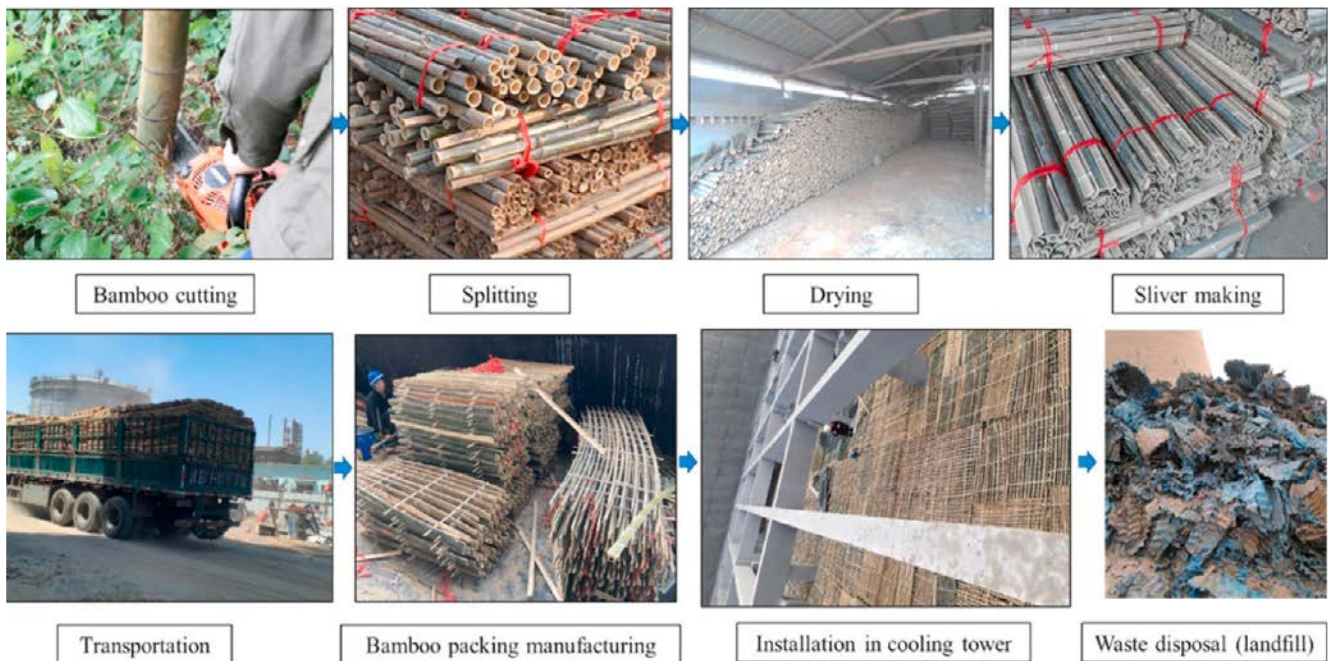 Bamboo cutting
Splitting
Drying
Sliver making
Transportation
Bamboo packing manufacturing
Installation in cooling tower
Waste disposal (landfill)